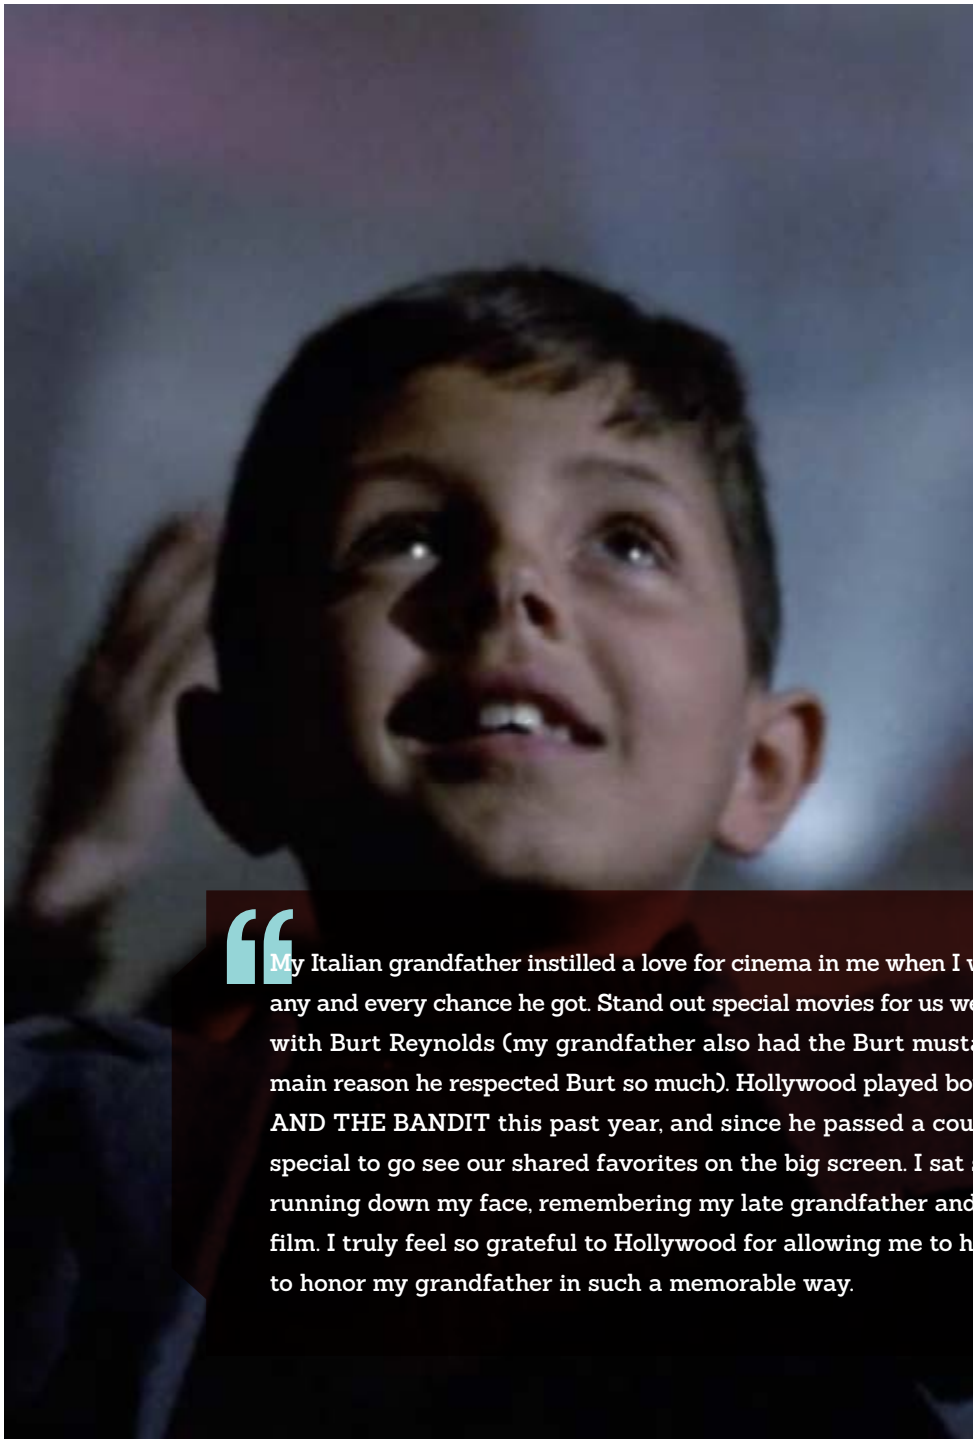 “
My Italian grandfather instilled a love for cinema in me when I
any and every chance he got. Stand out special movies for us
with Burt Reynolds (my grandfather also had the Burt
main reason he respected Burt so much). Hollywood played
AND THE BANDIT this past year, and since he passed a
special to go see our shared favorites on the big screen. I sat
running down my face, remembering my late grandfather and
film. I truly feel so grateful to Hollywood for allowing me to
to honor my grandfather in such a memorable way.